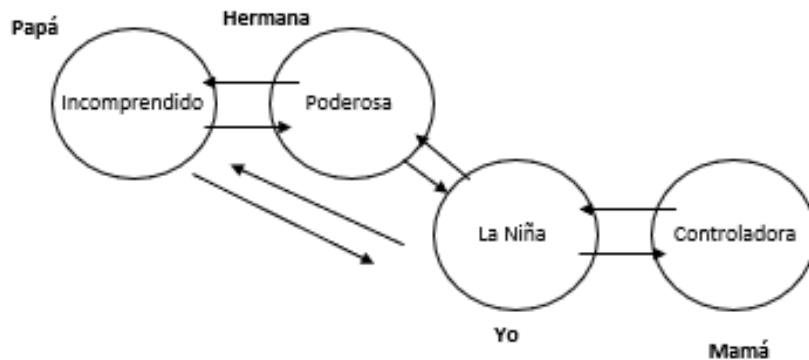 Papá
Hermana
Incomprendido
Poderosa
La Niña
Controladora
Yo
Mamá